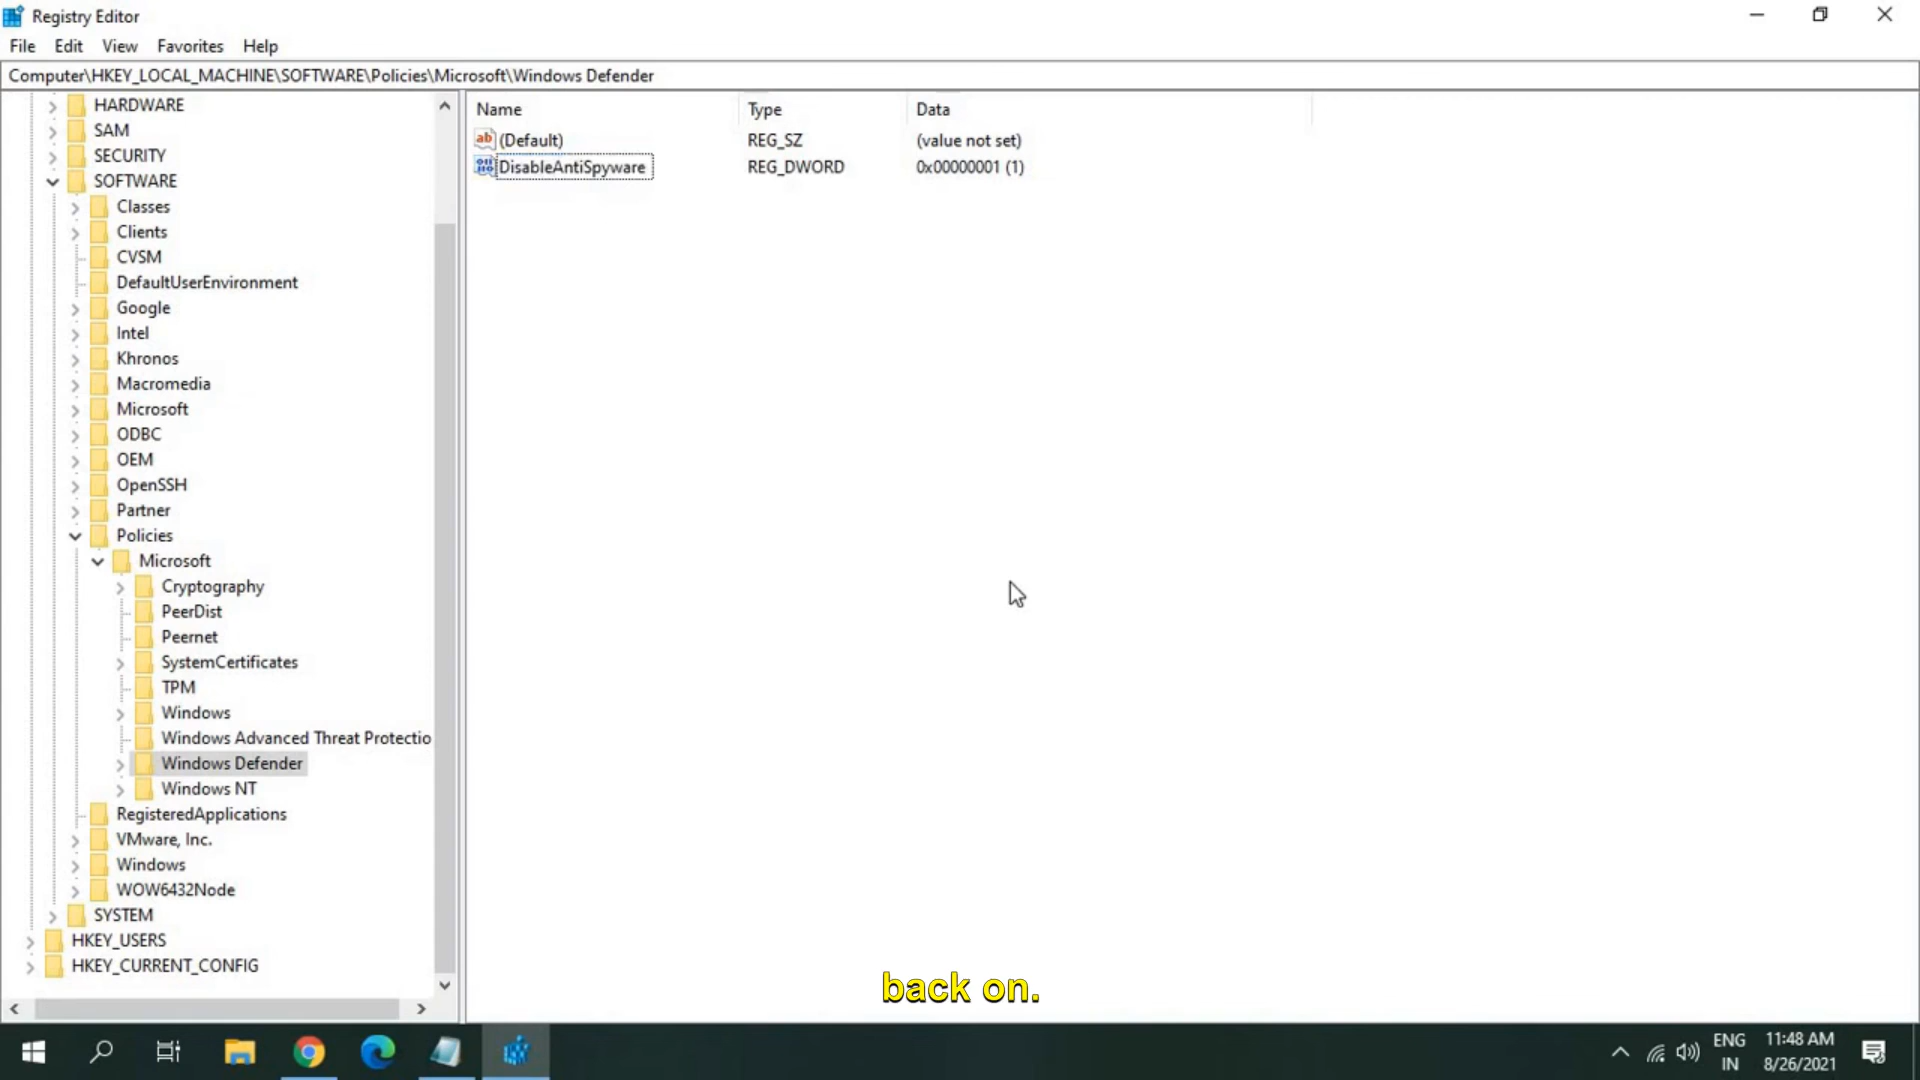 Registry Editor
File Edit View Favorites Help
Computer\HKEY_LOCAL_MACHINE\SOFTWARE\Policies\Microsoft\Windows Defender
HARDWARE
SAM
SECURITY
SOFTWARE
Classes
Clients
CVSM
DefaultUserEnvironment
Google
Intel
Khronos
Macromedia
Microsoft
ODBC
OEM
OpenSSH
Partner
Policies
Microsoft
Cryptography
PeerDist
Peernet
SystemCertificates
TPM
Windows
Windows Advanced Threat Protectio
Windows Defender
Windows NT
RegisteredApplications
VMware, Inc.
Windows
WOW6432Node
SYSTEM
HKEY_USERS
HKEY_CURRENT_CONFIG
Name Type Data
(Default) REG_SZ (value not set)
DisableAntiSpyware REG_DWORD 0x00000001 (1)
back on.
ENG 11:48 AM
IN 8/26/2021